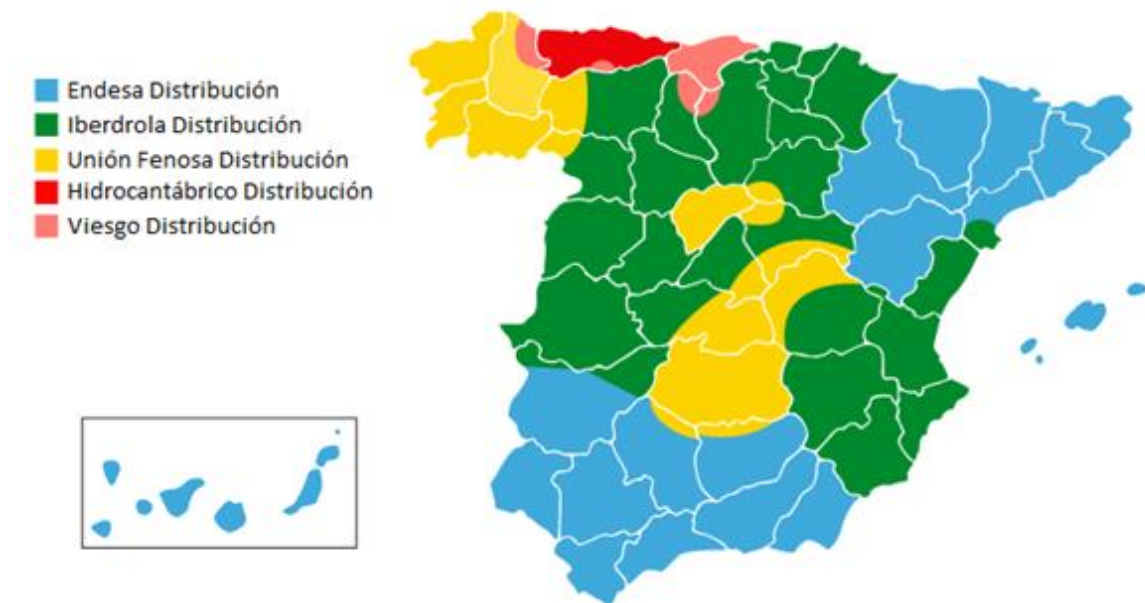 Endesa Distribución
Iberdrola Distribución
Unión Fenosa Distribución
Hidrocantábrico Distribución
Viesgo Distribución